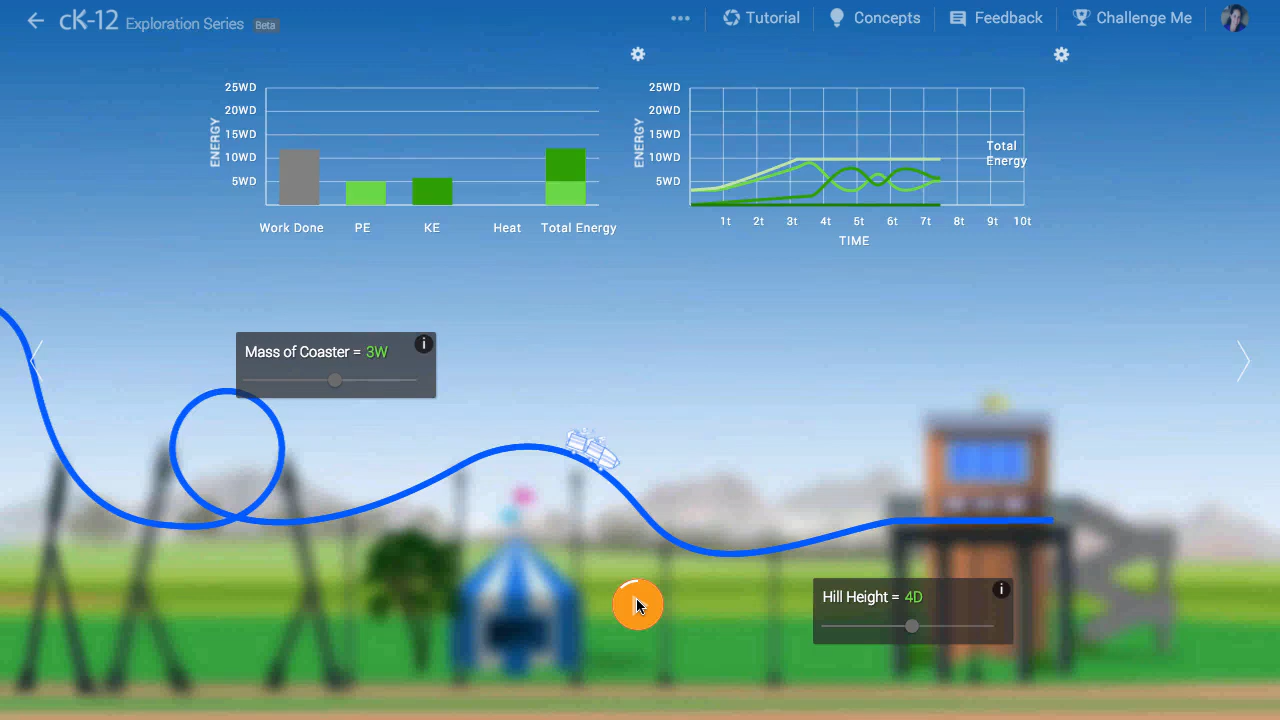 cK-12 Exploration Series Beta
••• Tutorial Concepts Feedback Challenge Me
25WD
20WD
15WD
10WD
5WD
ENERGY
Work Done PE KE Heat Total Energy
25WD
20WD
15WD
10WD
5WD
ENERGY
Total
Energy
1t 2t 3t 4t 5t 6t 7t 8t 9t 10t
TIME
Mass of Coaster = 3W
i
Hill Height = 4D
i